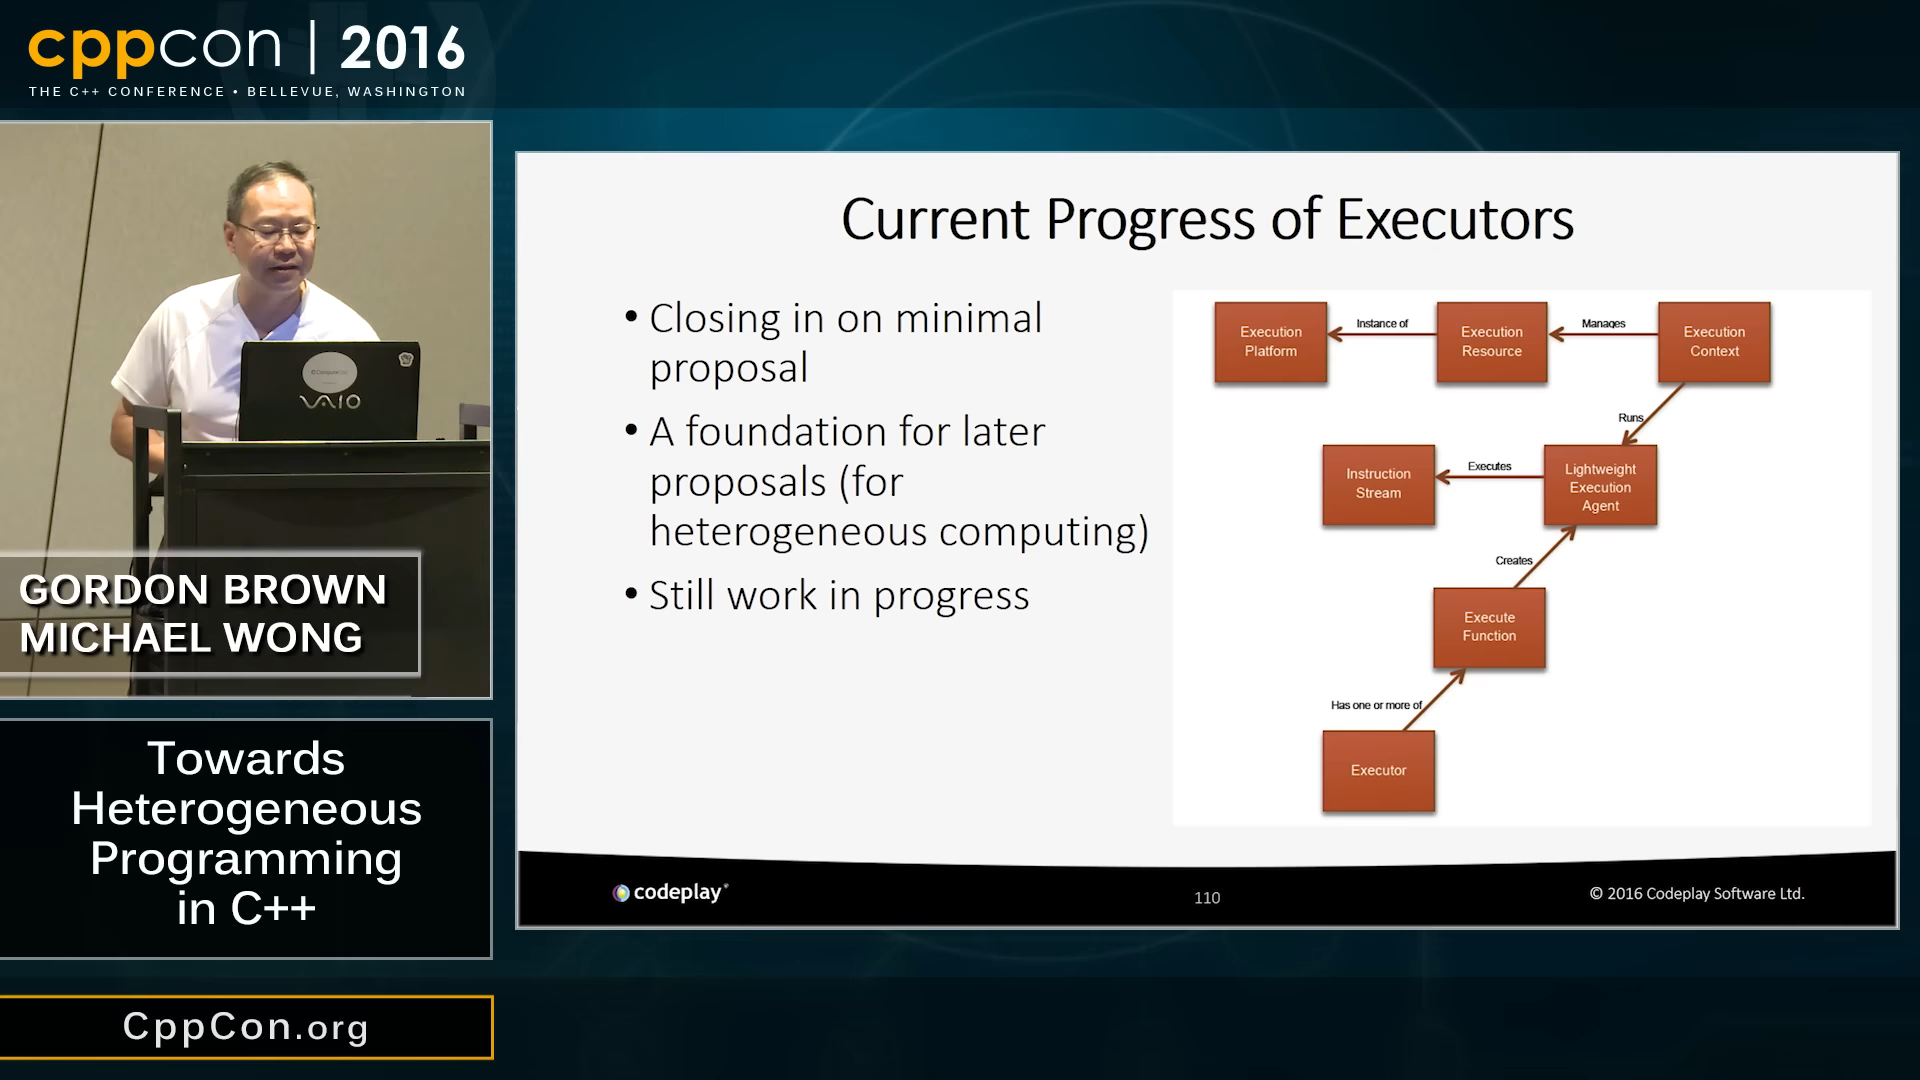 cppcon | 2016
THE C++ CONFERENCE • BELLEVUE, WASHINGTON
VAIO
GORDON BROWN
MICHAEL WONG
Towards
Heterogeneous
Programming
in C++
CppCon.org
Current Progress of Executors
• Closing in on minimal
proposal
• A foundation for later
proposals (for
heterogeneous computing)
• Still work in progress
Execution
Platform
Instance of
Execution
Resource
Manages
Execution
Context
Runs
Instruction
Stream
Executes
Lightweight
Execution
Agent
Creates
Execute
Function
Has one or more of
Executor
codeplay®
110
© 2016 Codeplay Software Ltd.